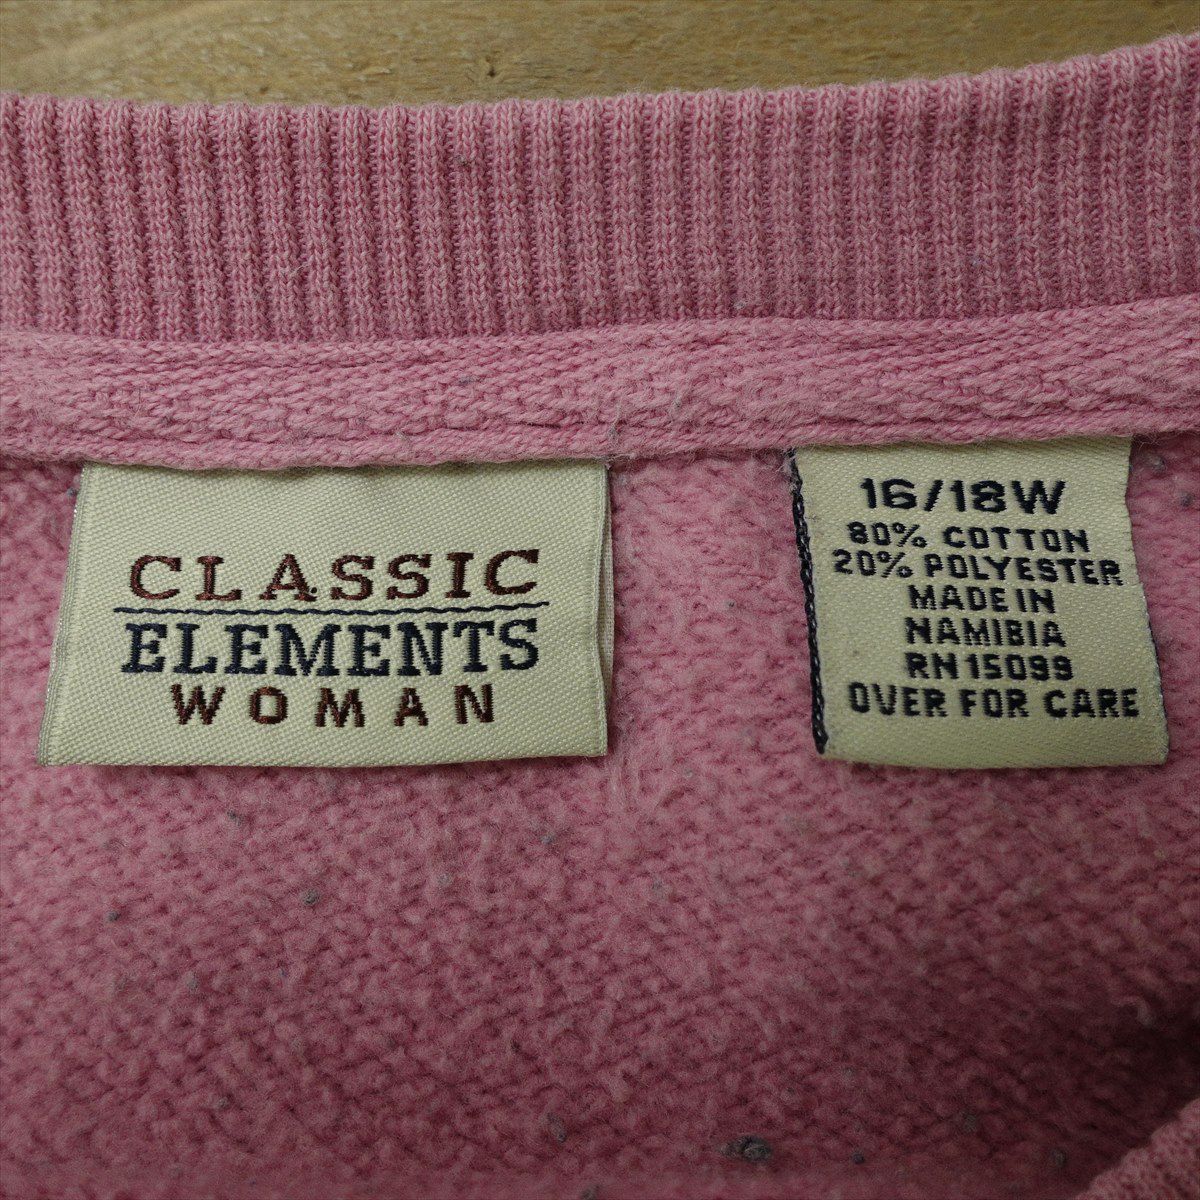 CLASSIC
ELEMENTS
WOMAN
16/18W
80% COTTON
20% POLYESTER
MADE IN
NAMIBIA
RN 15099
OVER FOR CARE